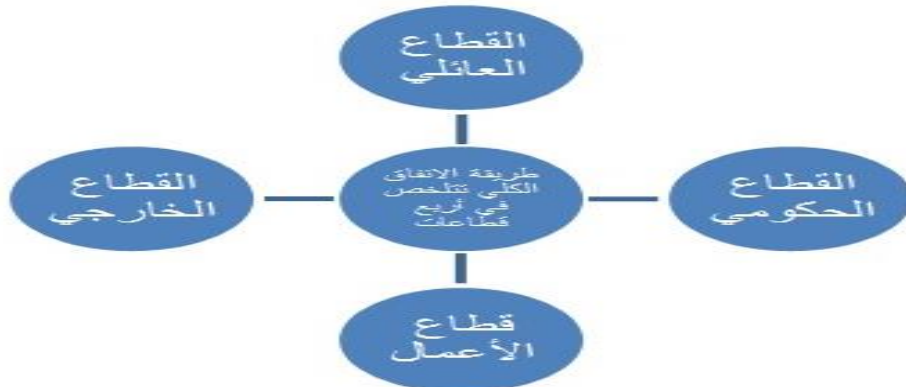 القطاع
العائلي
القطاع
الحكومي
طريقة الانفاق
الكلي تتلخص
في أربع
قطاعات
القطاع
الخارجي
قطاع
الأعمال